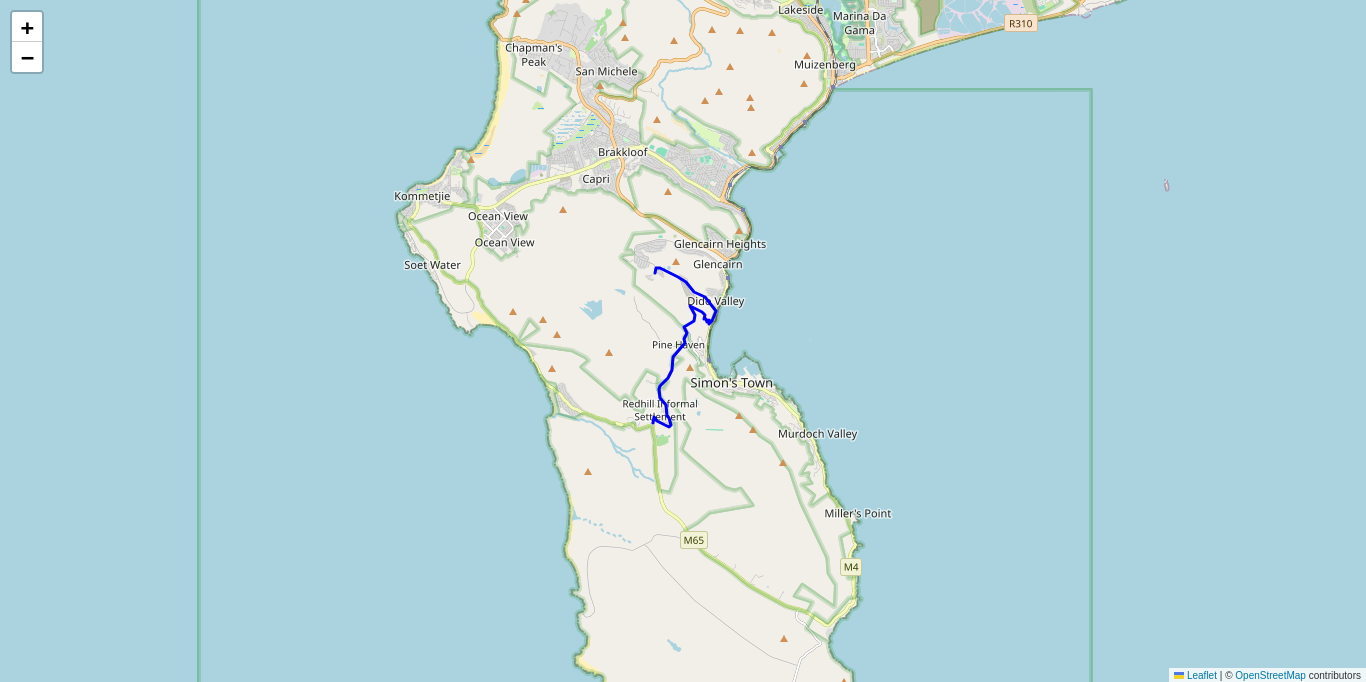 +
−
Lakeside
Marina Da
Gama
R310
Chapman's
Peak
San Michele
Muizenberg
Brakkloof
Capri
Kommetjie
Ocean View
Ocean View
Glencairn Heights
Glencairn
Soet Water
Dido Valley
Pine Haven
Simon's Town
Redhill Informal
Settlement
Murdoch Valley
Miller's Point
M65
M4
Leaflet | © OpenStreetMap contributors